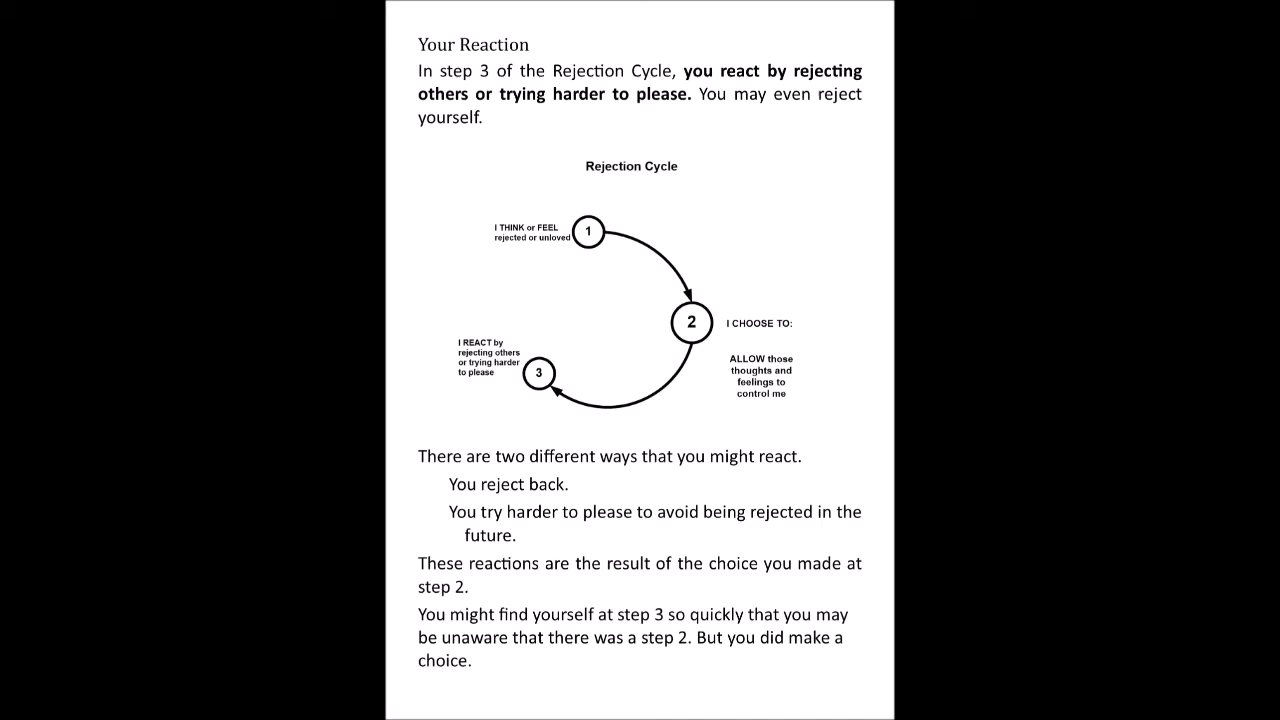 Your Reaction
In step 3 of the Rejection Cycle, you react by rejecting
others or trying harder to please. You may even reject
yourself.
Rejection Cycle
I THINK or FEEL
rejected or unloved
1
2
I CHOOSE TO:
I REACT by
rejecting others
or trying harder
to please
3
ALLOW those
thoughts and
feelings to
control me
There are two different ways that you might react.
You reject back.
You try harder to please to avoid being rejected in the
future.
These reactions are the result of the choice you made at
step 2.
You might find yourself at step 3 so quickly that you may
be unaware that there was a step 2. But you did make a
choice.